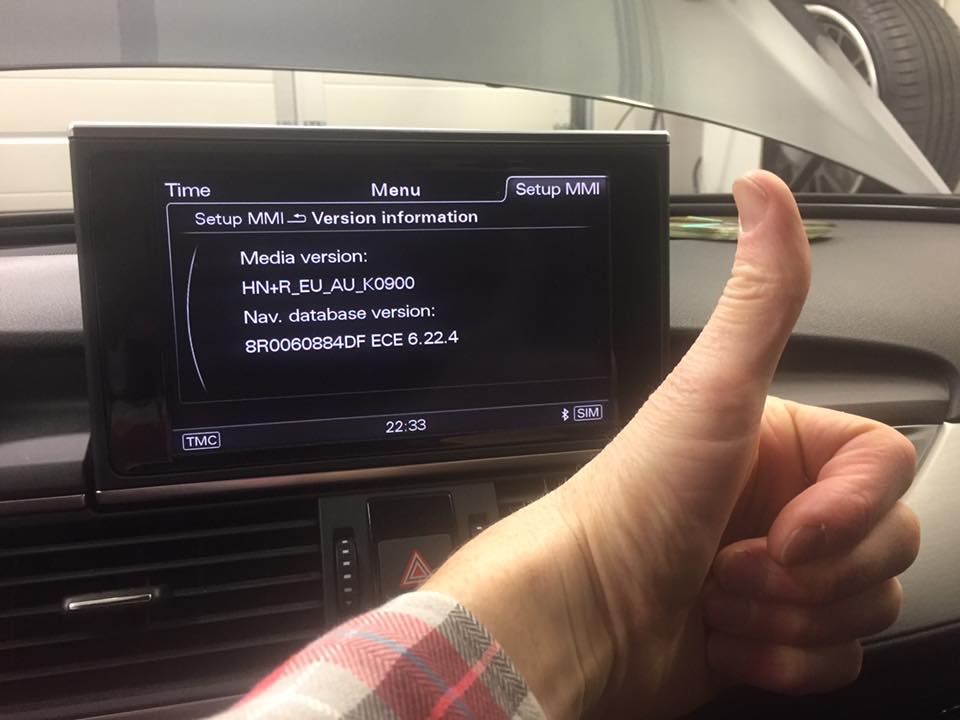 Time Menu Setup MMI
Setup MMI Version information
Media version:
HN+R_EU_AU_K0900
Nav. database version:
8R0060884DF ECE 6.22.4
TMC 22:33 SIM